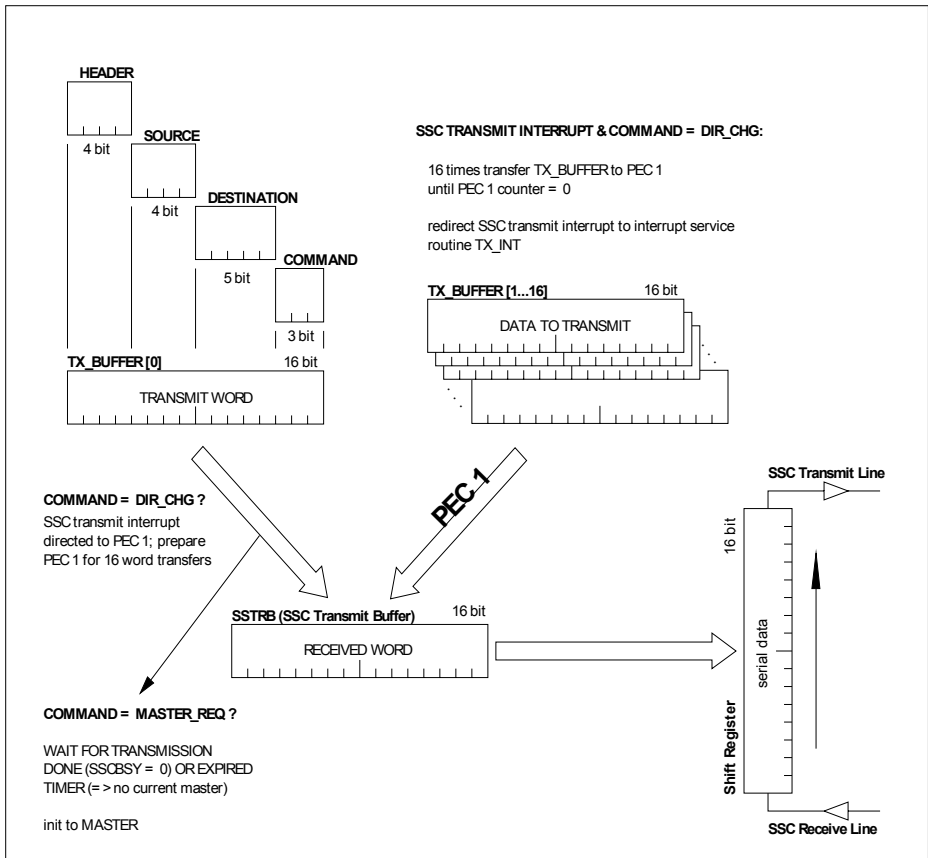 HEADER
4 bit
SOURCE
4 bit
DESTINATION
5 bit
COMMAND
3 bit
TX_BUFFER [0] 16 bit
TRANSMIT WORD
SSC TRANSMIT INTERRUPT & COMMAND = DIR_CHG:
16 times transfer TX_BUFFER to PEC 1
until PEC 1 counter = 0
redirect SSC transmit interrupt to interrupt service
routine TX_INT
TX_BUFFER [1...16] 16 bit
DATA TO TRANSMIT
COMMAND = DIR_CHG ?
SSC transmit interrupt
directed to PEC 1; prepare
PEC 1 for 16 word transfers
PEC 1
SSTRB (SSC Transmit Buffer) 16 bit
RECEIVED WORD
COMMAND = MASTER_REQ ?
WAIT FOR TRANSMISSION
DONE (SSCBSY = 0) OR EXPIRED
TIMER (= > no current master)
init to MASTER
SSC Transmit Line
16 bit
serial data
Shift Register
SSC Receive Line